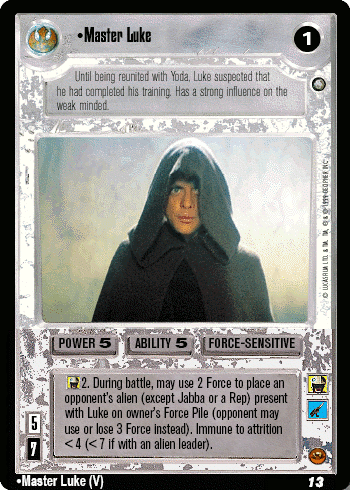 •Master Luke
1
Until being reunited with Yoda, Luke suspected that
he had completed his training. Has a strong influence on the
weak minded.
POWER 5 ABILITY 5 FORCE-SENSITIVE
2. During battle, may use 2 Force to place an
opponent's alien (except Jabba or a Rep) present
with Luke on owner's Force Pile (opponent may
use or lose 3 Force instead). Immune to attrition
< 4 (< 7 if with an alien leader).
5
7
•Master Luke (V)
13